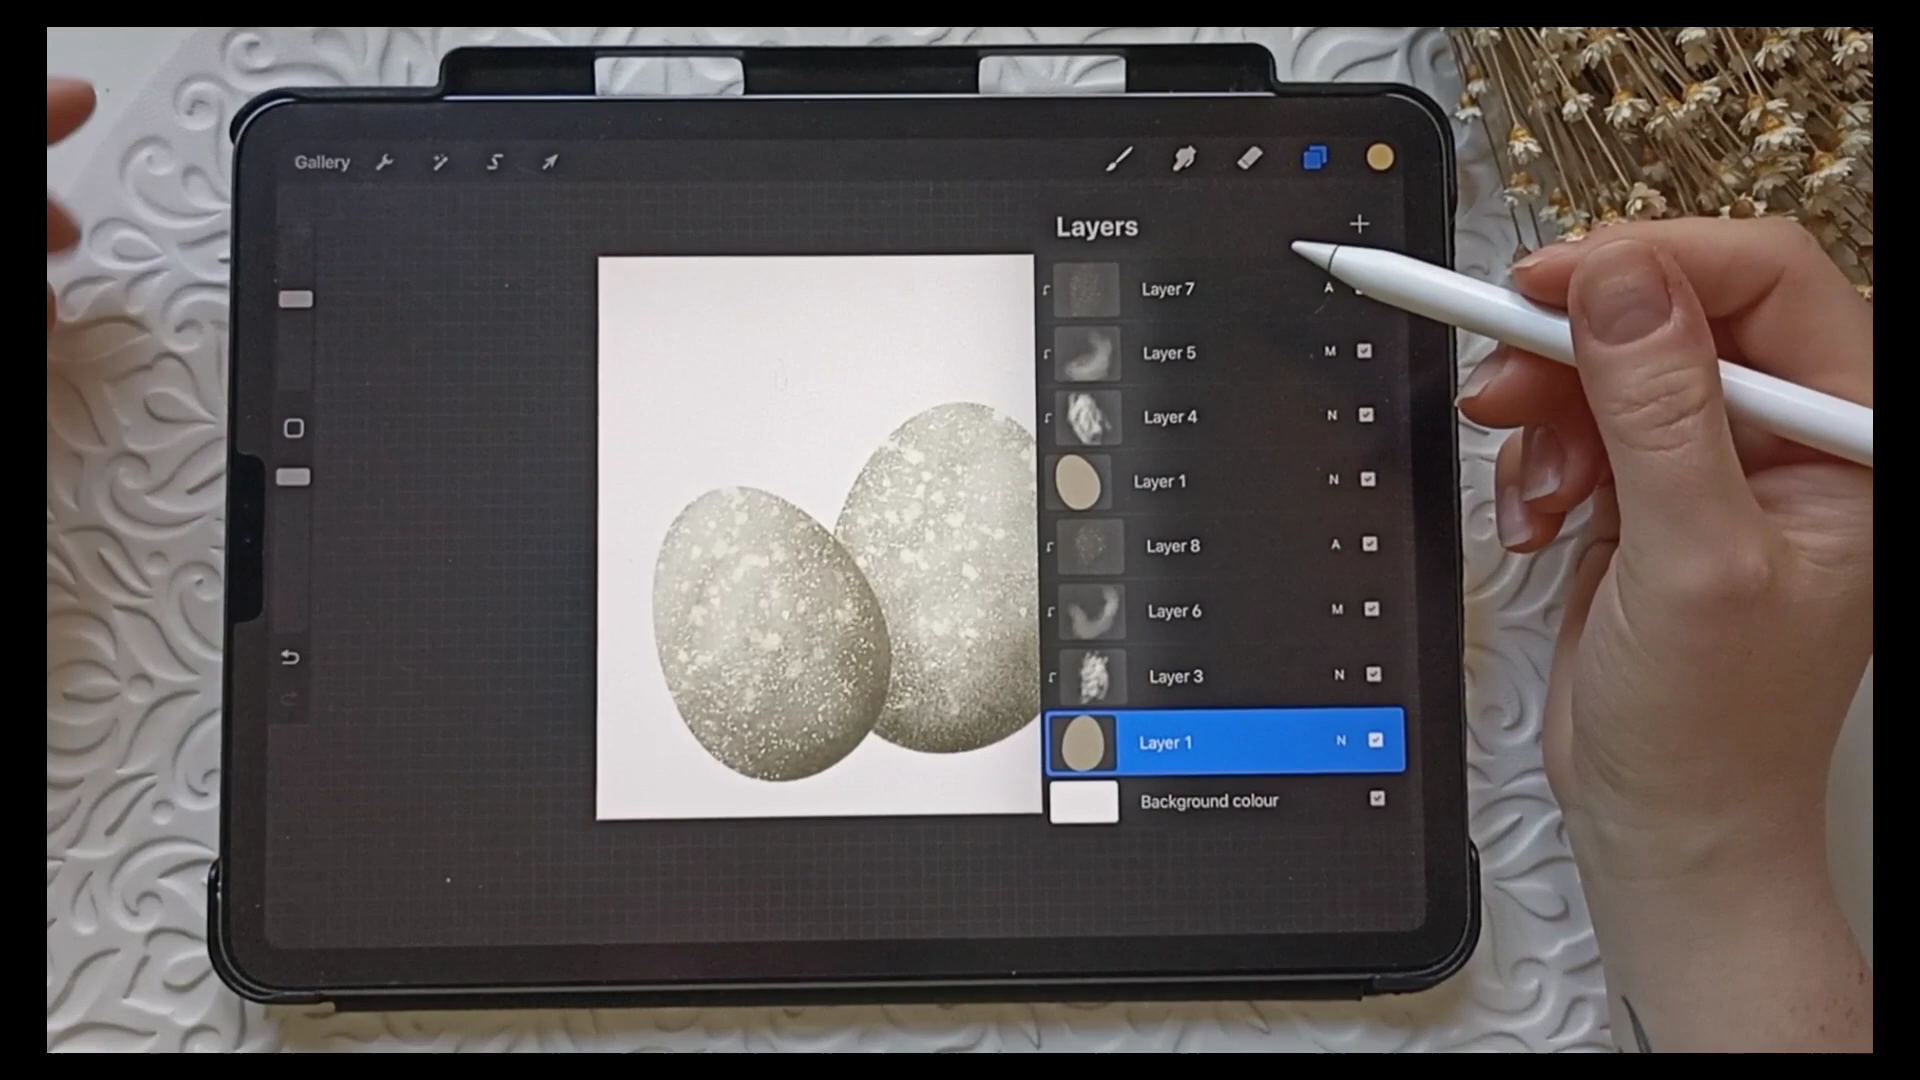 Gallery
Layers
Layer 7 A
Layer 5 M
Layer 4 N
Layer 1 N
Layer 8 A
Layer 6 M
Layer 3 N
Layer 1 N
Background colour